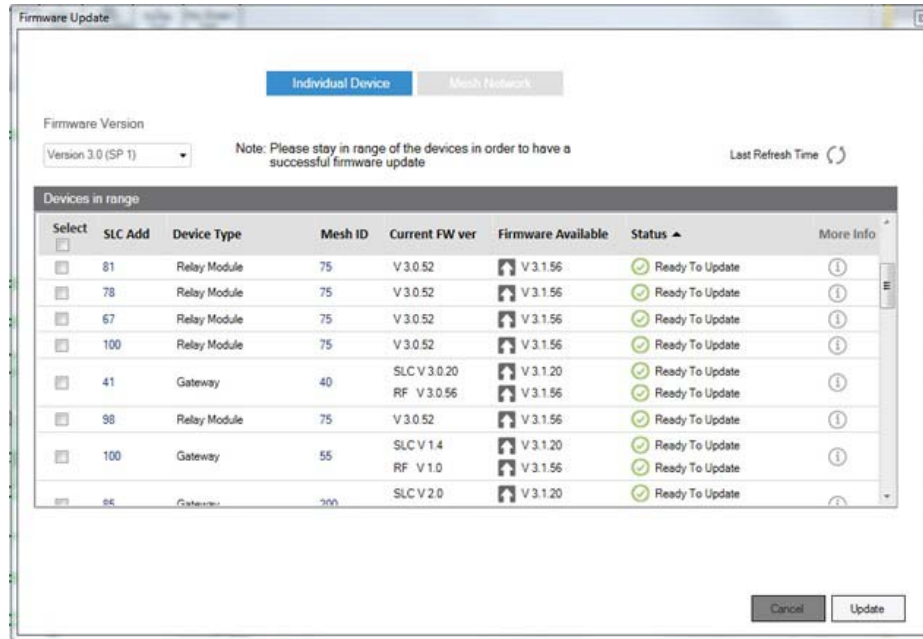 Firmware Update
Individual Device Mesh Network
Firmware Version
Version 3.0 (SP 1)
Note: Please stay in range of the devices in order to have a
successful firmware update
Last Refresh Time
Devices in range
Select SLC Add Device Type Mesh ID Current FW ver Firmware Available Status More Info
81 Relay Module 75 V 3.0.52 V 3.1.56 Ready To Update
78 Relay Module 75 V 3.0.52 V 3.1.56 Ready To Update
67 Relay Module 75 V 3.0.52 V 3.1.56 Ready To Update
100 Relay Module 75 V 3.0.52 V 3.1.56 Ready To Update
41 Gateway 40 SLC V 3.0.20 V 3.1.20 Ready To Update
RF V 3.0.56 V 3.1.56 Ready To Update
98 Relay Module 75 V 3.0.52 V 3.1.56 Ready To Update
100 Gateway 55 SLC V 1.4 V 3.1.20 Ready To Update
RF V 1.0 V 3.1.56 Ready To Update
85 Gateway 200 SLC V 2.0 V 3.1.20 Ready To Update
Cancel Update